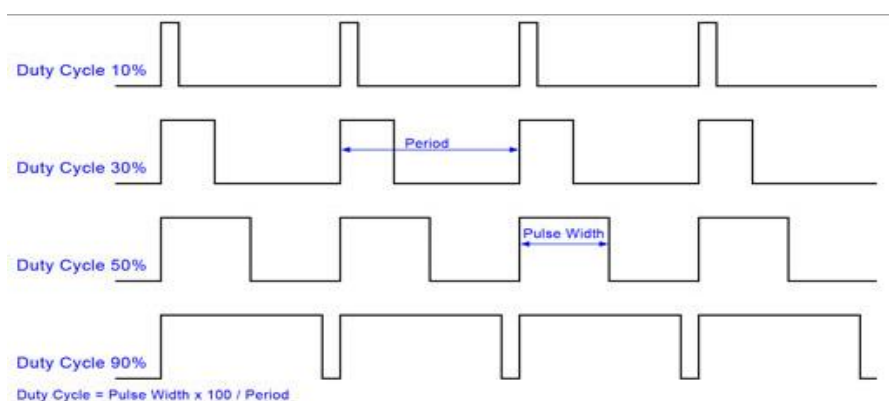 Duty Cycle 10%
Period
Duty Cycle 30%
Pulse Width
Duty Cycle 50%
Duty Cycle 90%
Duty Cycle = Pulse Width x 100 / Period